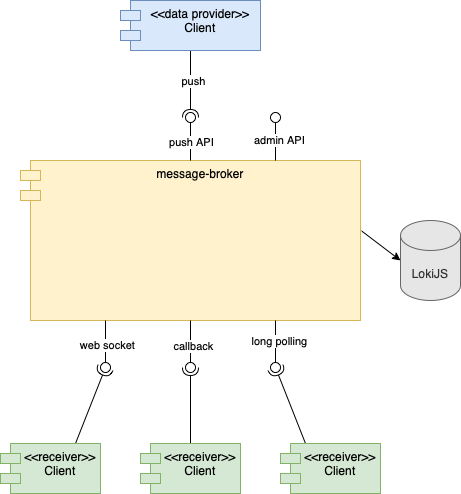 <<data provider>>
Client
push
push API
admin API
message-broker
LokiJS
web socket
callback
long polling
<<receiver>>
Client
<<receiver>>
Client
<<receiver>>
Client